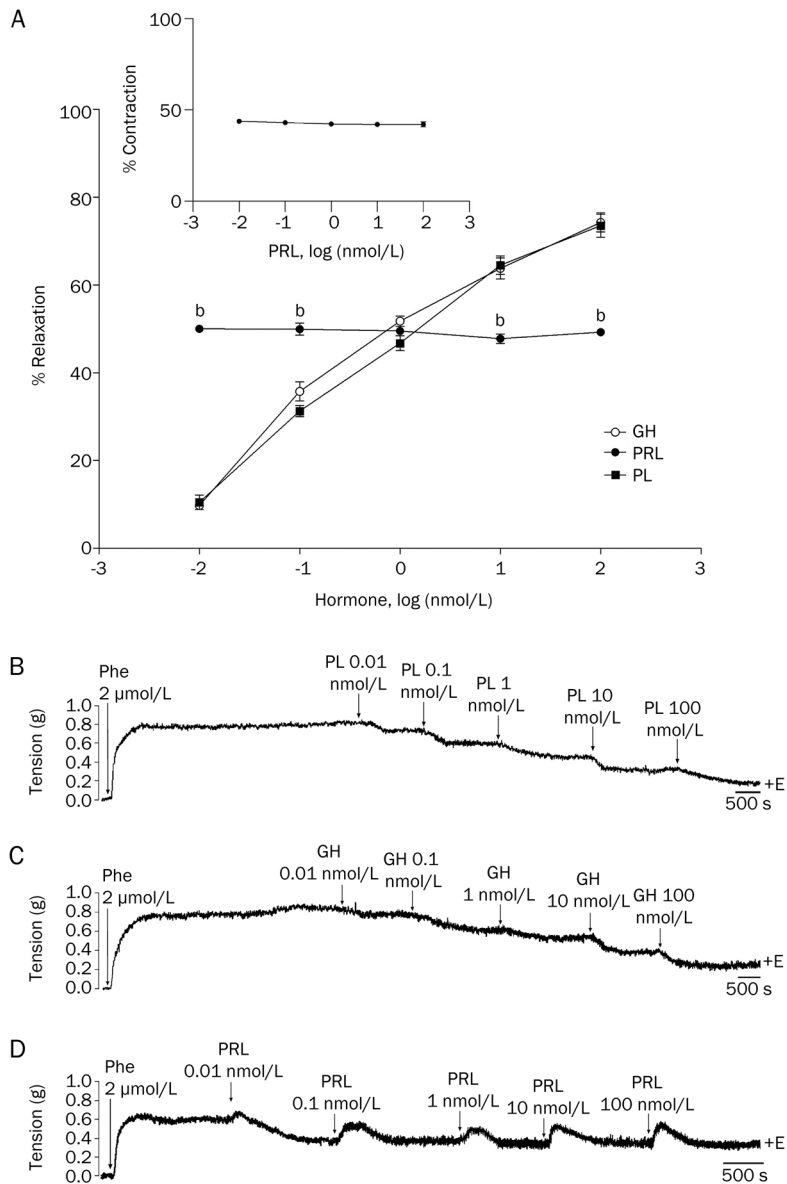 A
100
50
0
-3 -2 -1 0 1 2 3
% Contraction
PRL, log (nmol/L)
100
80
60
40
20
0
% Relaxation
b b b b
GH
PRL
PL
-3 -2 -1 0 1 2 3
Hormone, log (nmol/L)
B
Phe
2 μmol/L
PL 0.01
nmol/L
PL 0.1
nmol/L
PL 1
nmol/L
PL 10
nmol/L
PL 100
nmol/L
Tension (g)
1.0
0.8
0.6
0.4
0.2
0.0
+E
500 s
C
Phe
2 μmol/L
GH
0.01 nmol/L
GH 0.1
nmol/L
GH
1 nmol/L
GH
10 nmol/L
GH 100
nmol/L
Tension (g)
1.0
0.8
0.6
0.4
0.2
0.0
+E
500 s
D
Phe
2 μmol/L
PRL
0.01 nmol/L
PRL
0.1 nmol/L
PRL
1 nmol/L
PRL
10 nmol/L
PRL
100 nmol/L
Tension (g)
1.0
0.8
0.6
0.4
0.2
0.0
+E
500 s